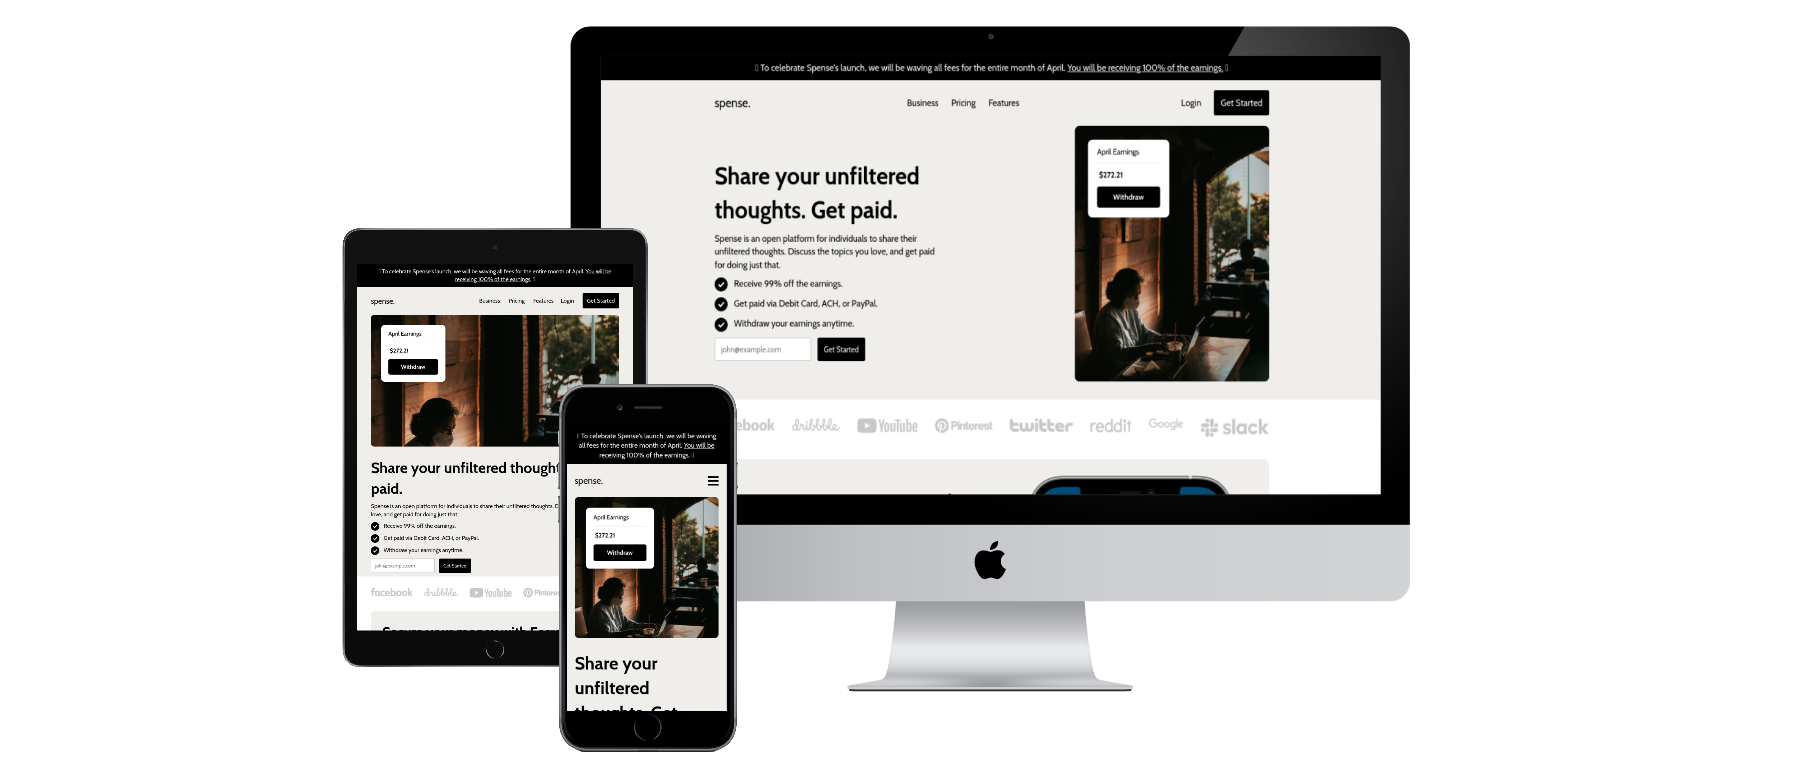 ▯ To celebrate Spense's launch, we will be waving all fees for the entire month of April. You will be receiving 100% of the earnings. ▯
spense.
Business
Pricing
Features
Login
Get Started
April Earnings
$272.21
Withdraw
Share your unfiltered
thoughts. Get paid.
Spense is an open platform for individuals to share their
unfiltered thoughts. Discuss the topics you love, and get paid
for doing just that.
Receive 99% off the earnings.
Get paid via Debit Card, ACH, or PayPal.
Withdraw your earnings anytime.
john@example.com
Get Started
ebook
dribbble
YouTube
Pinterest
twitter
reddit
Google
slack
▯ To celebrate Spense's launch, we will be waving all fees for the entire month of April. You will be
receiving 100% of the earnings. ▯
spense.
Business
Pricing
Features
Login
Get Started
April Earnings
$272.21
Withdraw
Share your unfiltered though
paid.
Spense is an open platform for individuals to share their unfiltered thoughts.
love, and get paid for doing just that.
Receive 99% off the earnings.
Get paid via Debit Card, ACH, or PayPal.
Withdraw your earnings anytime.
john@example.com
Get Started
facebook
dribbble
YouTube
Pinteres
▯ To celebrate Spense's launch, we will be waving
all fees for the entire month of April. You will be
receiving 100% of the earnings. ▯
spense.
April Earnings
$272.21
Withdraw
Share your
unfiltered
thoughts. Get